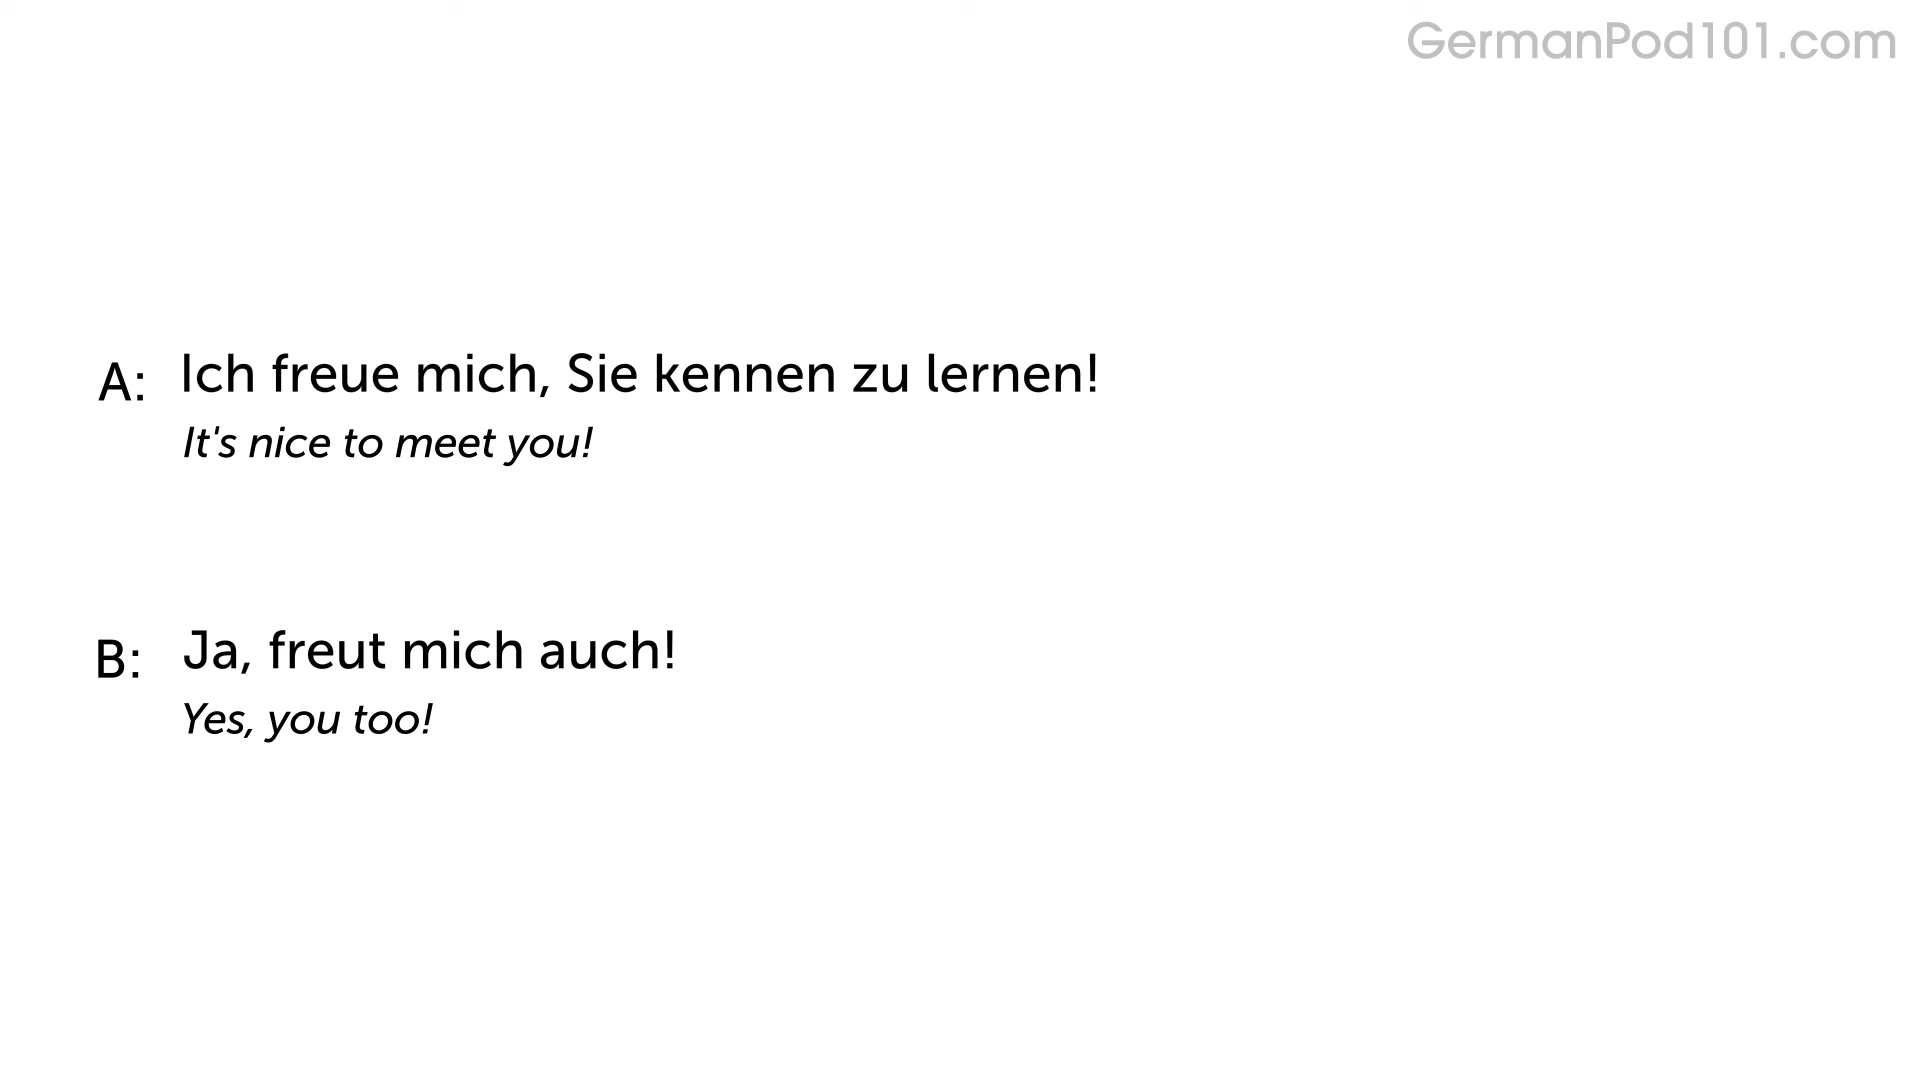 GermanPod101.com
A: Ich freue mich, Sie kennen zu lernen!
It's nice to meet you!
B: Ja, freut mich auch!
Yes, you too!